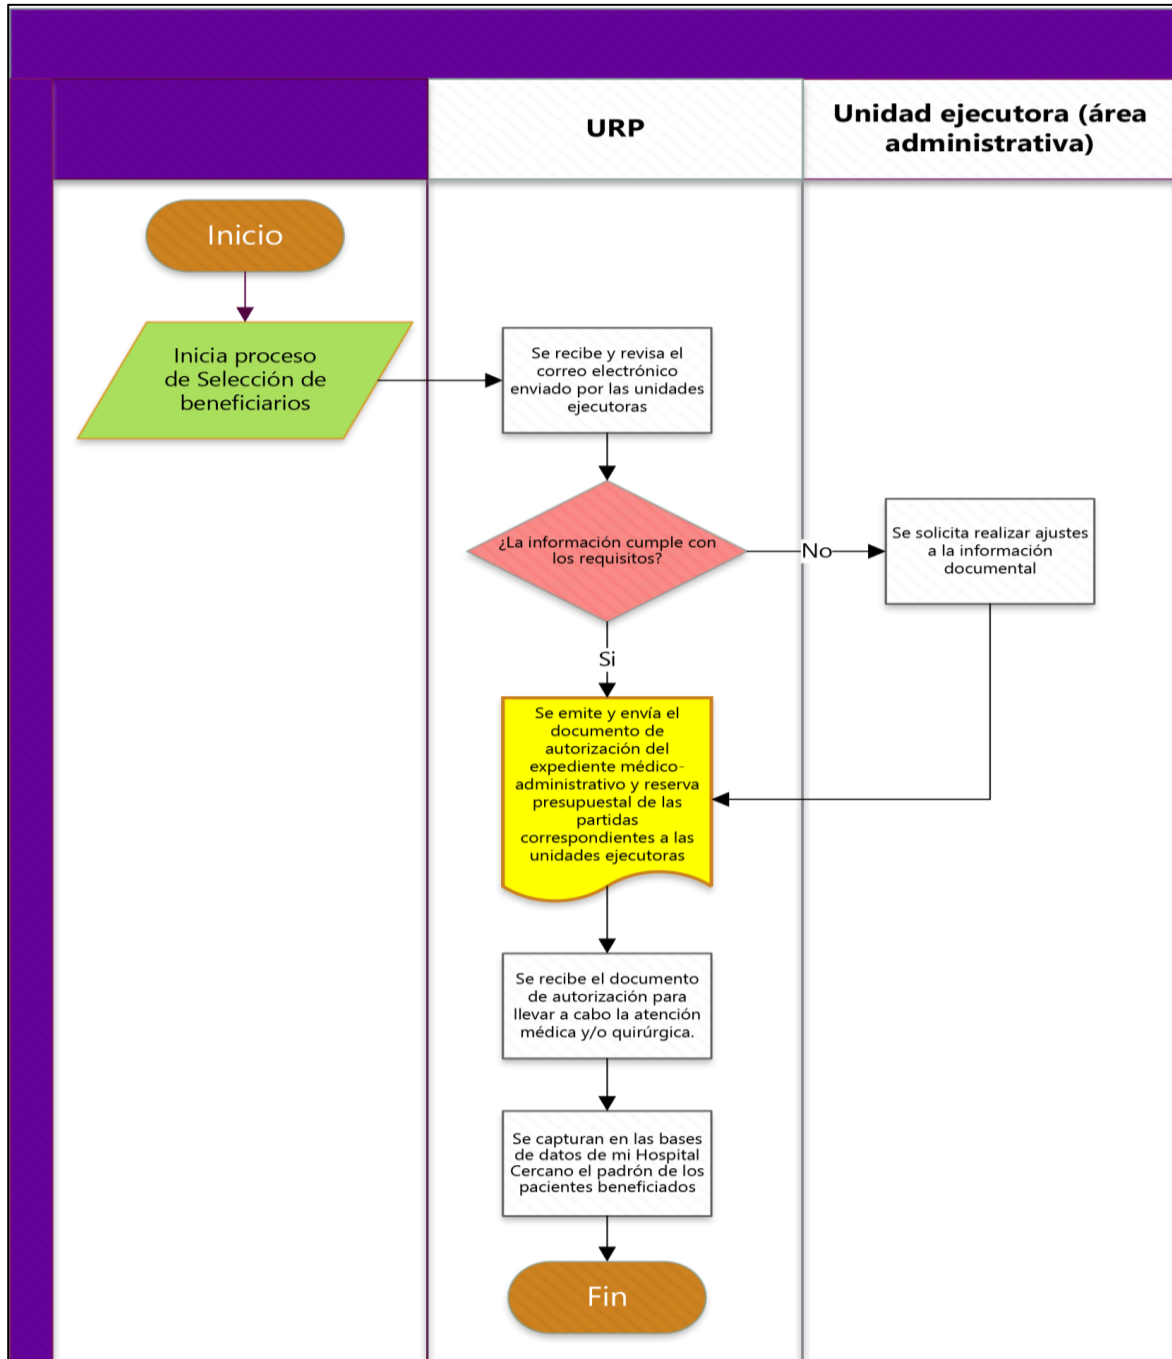 URP
Unidad ejecutora (área
administrativa)
Inicio
Inicia proceso
de Selección de
beneficiarios
Se recibe y revisa el
correo electrónico
enviado por las unidades
ejecutoras
¿La información cumple con
los requisitos?
No
Se solicita realizar ajustes
a la información
documental
Si
Se emite y envía el
documento de
autorización del
expediente médico-
administrativo y reserva
presupuestal de las
partidas
correspondientes a las
unidades ejecutoras
Se recibe el documento
de autorización para
llevar a cabo la atención
médica y/o quirúrgica.
Se capturan en las bases
de datos de mi Hospital
Cercano el padrón de los
pacientes beneficiados
Fin